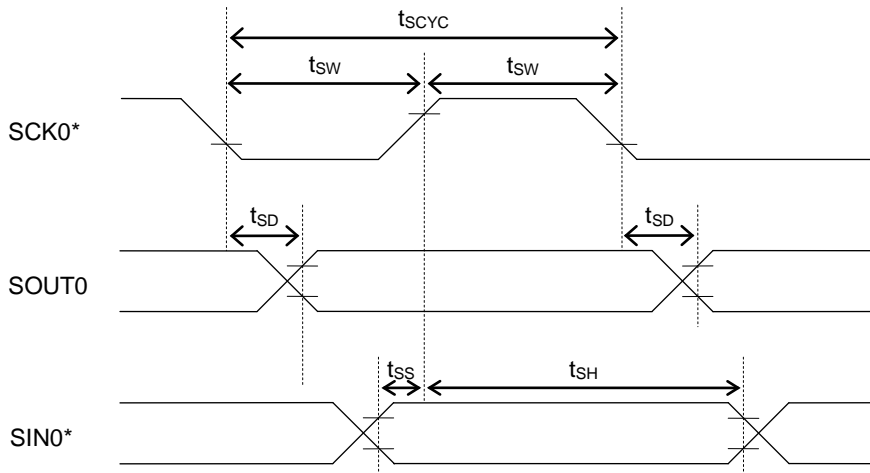 tSCYC
tSW tSW
SCK0*
tSD tSD
SOUT0
tSS tSH
SIN0*